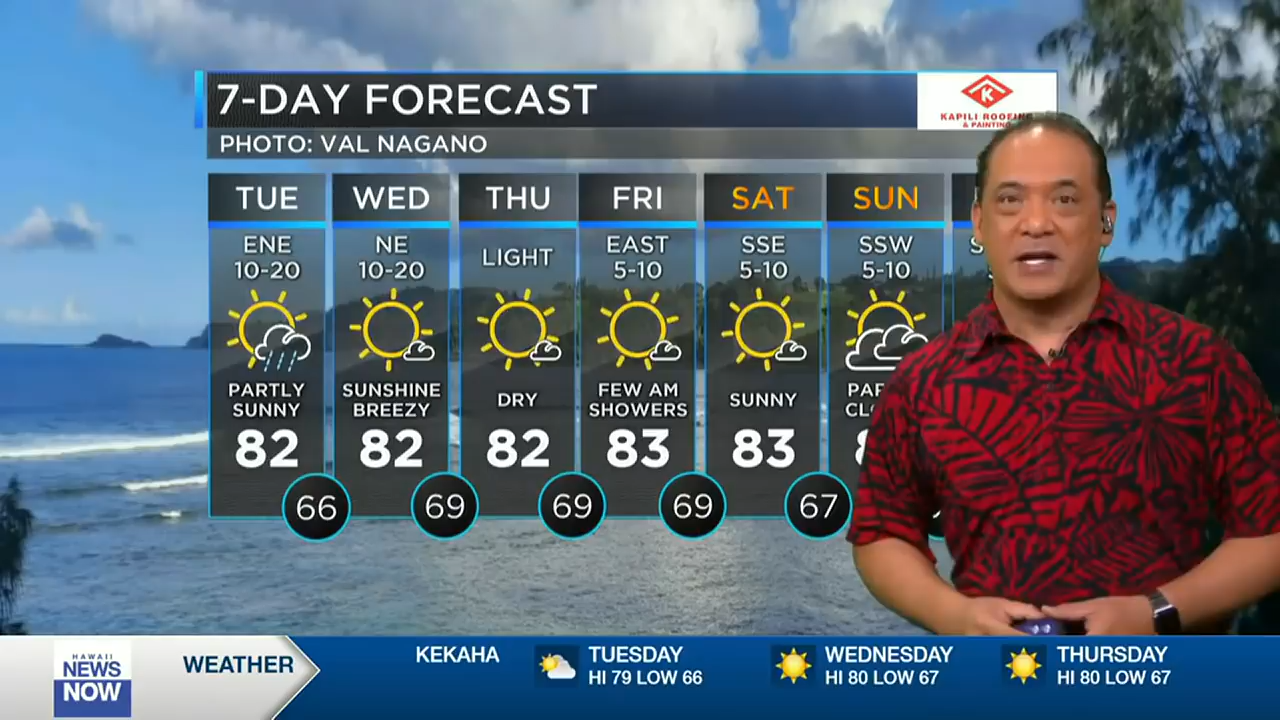 7-DAY FORECAST
K
KAPILI ROOFING
& PAINTING
PHOTO: VAL NAGANO
TUE
WED
THU
FRI
SAT
SUN
ENE
10-20
NE
10-20
LIGHT
EAST
5-10
SSE
5-10
SSW
5-10
PARTLY
SUNNY
SUNSHINE
BREEZY
DRY
FEW AM
SHOWERS
SUNNY
82
82
82
83
83
66
69
69
69
67
HAWAII
NEWS
NOW
WEATHER
KEKAHA
TUESDAY
HI 79 LOW 66
WEDNESDAY
HI 80 LOW 67
THURSDAY
HI 80 LOW 67